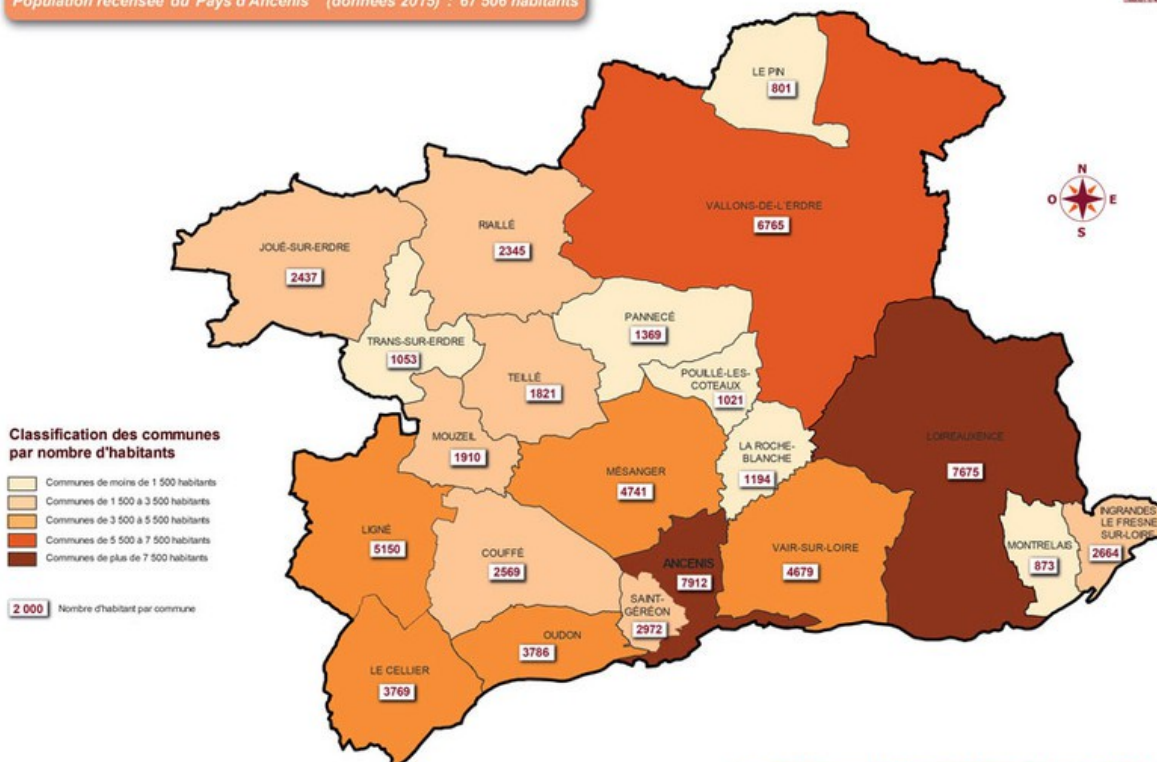 Population recensée du Pays d'Ancenis (données 2015) : 67 506 habitants
LE PIN
801
N
O E
S
VALLONS-DE-L'ERDRE
6765
RIAILLÉ
2345
JOUÉ-SUR-ERDRE
2437
PANNECÉ
1369
TRANS-SUR-ERDRE
1053
TEILLÉ
1821
POUILLÉ-LES-
COTEAUX
1021
MOUZEIL
1910
LA ROCHE-
BLANCHE
1194
LOIREAUXENCE
7675
MÉSANGER
4741
LIGNÉ
5150
COUFFÉ
2569
ANCENIS
7912
VAIR-SUR-LOIRE
4679
MONTRELAIS
873
INGRANDES
LE FRESNE
SUR-LOIRE
2664
SAINT-
GÉRÉON
2972
OUDON
3786
LE CELLIER
3769
Classification des communes
par nombre d'habitants
Communes de moins de 1 500 habitants
Communes de 1 500 à 3 500 habitants
Communes de 3 500 à 5 500 habitants
Communes de 5 500 à 7 500 habitants
Communes de plus de 7 500 habitants
2 000 Nombre d'habitant par commune